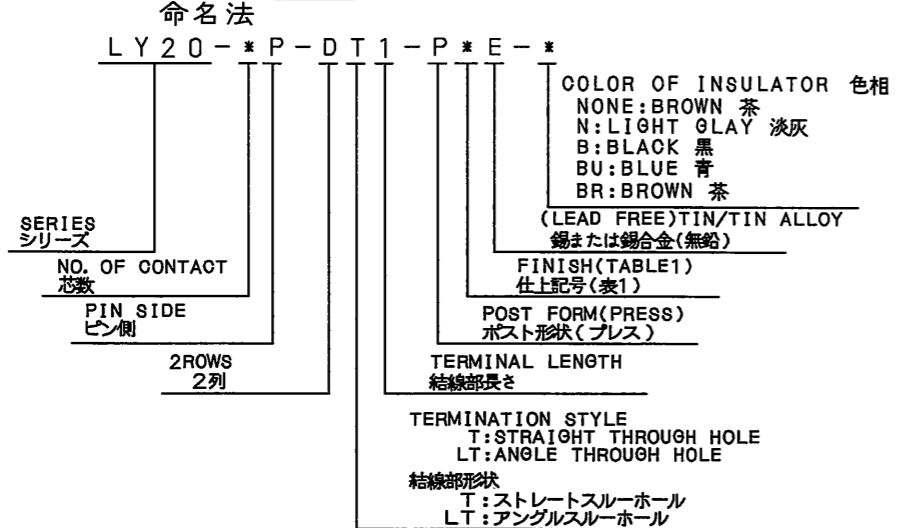 命名法
LY20-*P-DT1-P*E-*
COLOR OF INSULATOR 色相
NONE:BROWN 茶
N:LIGHT GLAY 淡灰
B:BLACK 黒
BU:BLUE 青
BR:BROWN 茶
SERIES
シリーズ
(LEAD FREE)TIN/TIN ALLOY
錫または錫合金(無鉛)
NO. OF CONTACT
芯数
FINISH(TABLE1)
仕上記号(表1)
PIN SIDE
ピン側
POST FORM(PRESS)
ポスト形状(プレス)
2ROWS
2列
TERMINAL LENGTH
結線部長さ
TERMINATION STYLE
T:STRAIGHT THROUGH HOLE
LT:ANGLE THROUGH HOLE
結線部形状
T:ストレートスルーホール
LT:アングルスルーホール